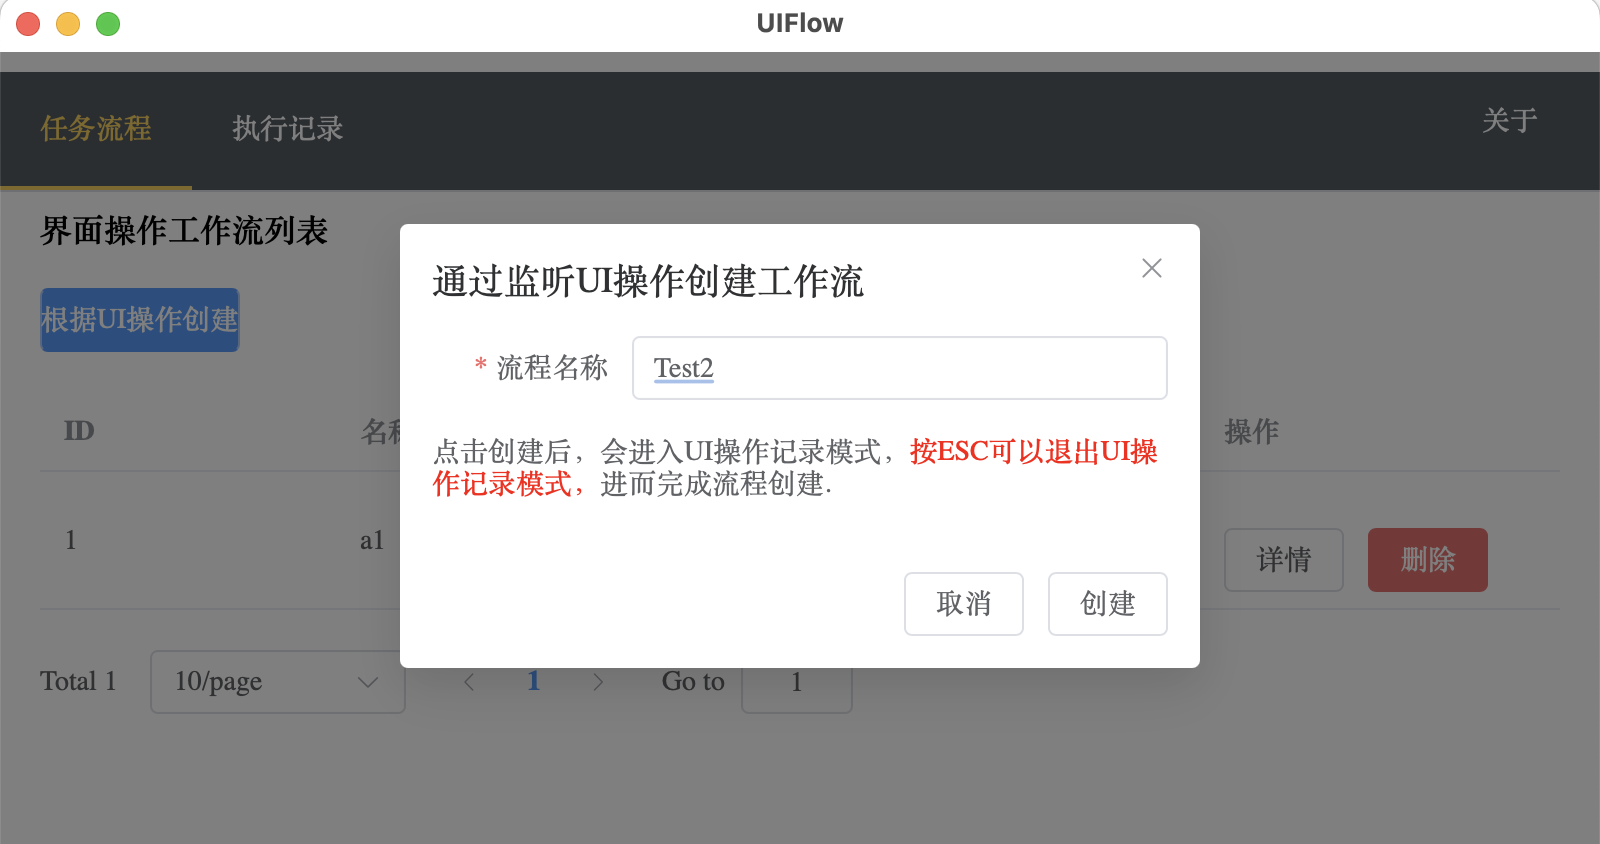 UIFlow
任务流程
执行记录
关于
界面操作工作流列表
根据UI操作创建
通过监听UI操作创建工作流
* 流程名称
Test2
点击创建后，会进入UI操作记录模式，按ESC可以退出UI操
作记录模式，进而完成流程创建.
取消
创建
ID
名
操作
1
a1
详情
删除
Total 1
10/page
1
Go to
1